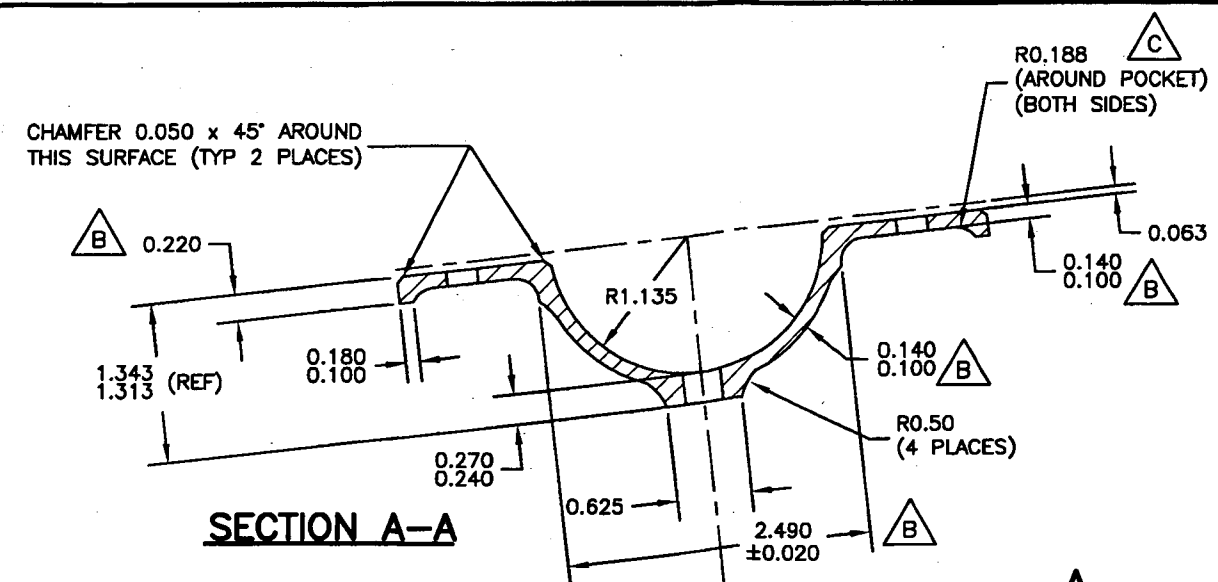 C
R0.188
(AROUND POCKET)
(BOTH SIDES)
CHAMFER 0.050 x 45° AROUND
THIS SURFACE (TYP 2 PLACES)
B 0.220
0.063
0.140
0.100 B
R1.135
1.343
1.313 (REF)
0.180
0.100
0.140
0.100 B
R0.50
(4 PLACES)
0.270
0.240
0.625
2.490
±0.020
B
SECTION A-A